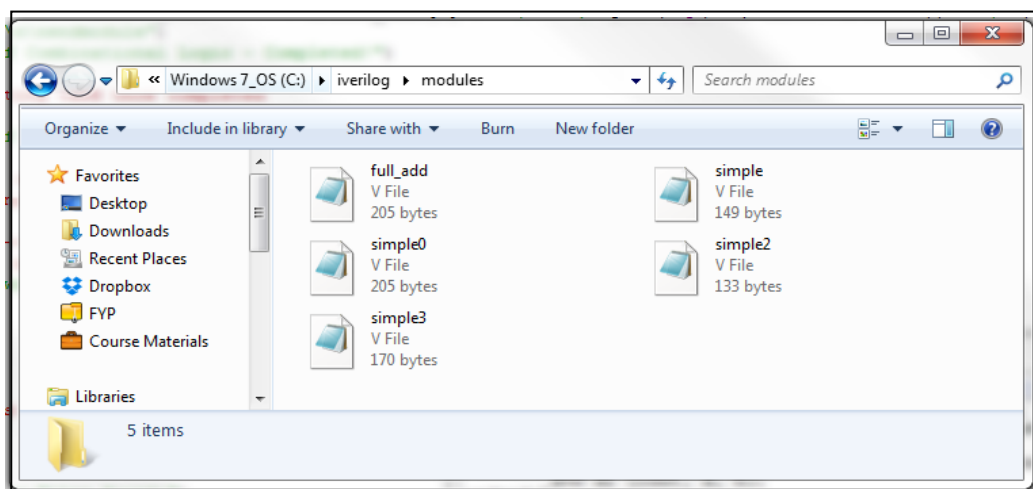 « Windows 7_OS (C:) ▸ iverilog ▸ modules
Search modules
Organize Include in library Share with Burn New folder
Favorites
Desktop
Downloads
Recent Places
Dropbox
FYP
Course Materials
Libraries
full_add
V File
205 bytes
simple
V File
149 bytes
simple0
V File
205 bytes
simple2
V File
133 bytes
simple3
V File
170 bytes
5 items